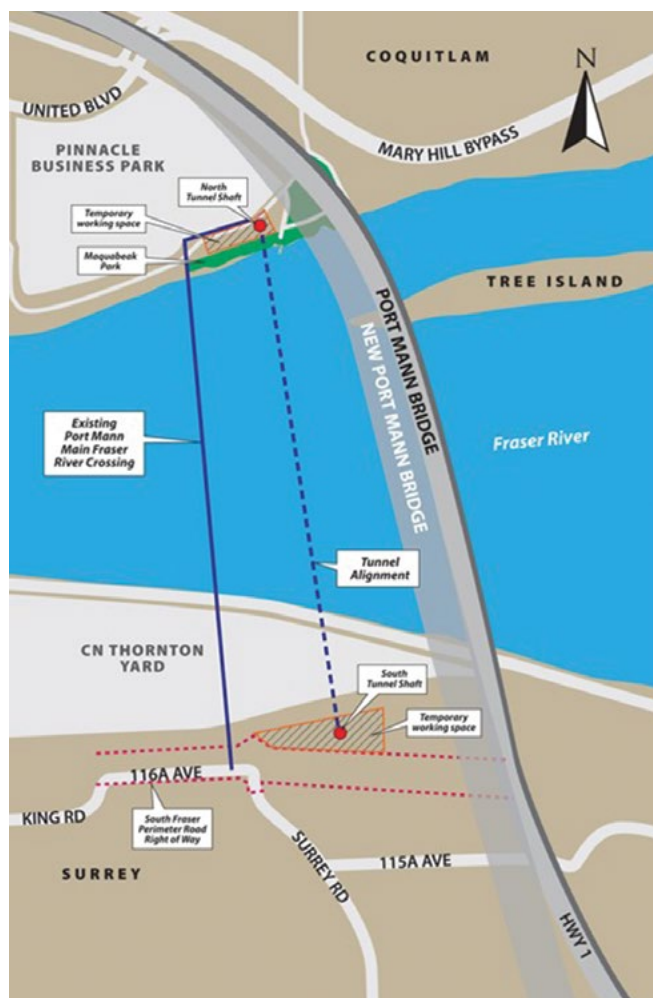 COQUITLAM
N
UNITED BLVD
MARY HILL BYPASS
PINNACLE
BUSINESS PARK
North
Tunnel Shaft
Temporary
working space
Maquabeak
Park
TREE ISLAND
PORT MANN BRIDGE
NEW PORT MANN BRIDGE
Existing
Port Mann
Main Fraser
River Crossing
Fraser River
Tunnel
Alignment
CN THORNTON
YARD
South
Tunnel Shaft
Temporary
working space
116A AVE
KING RD
South Fraser
Perimeter Road
Right of Way
SURREY RD
115A AVE
SURREY
HWY 1